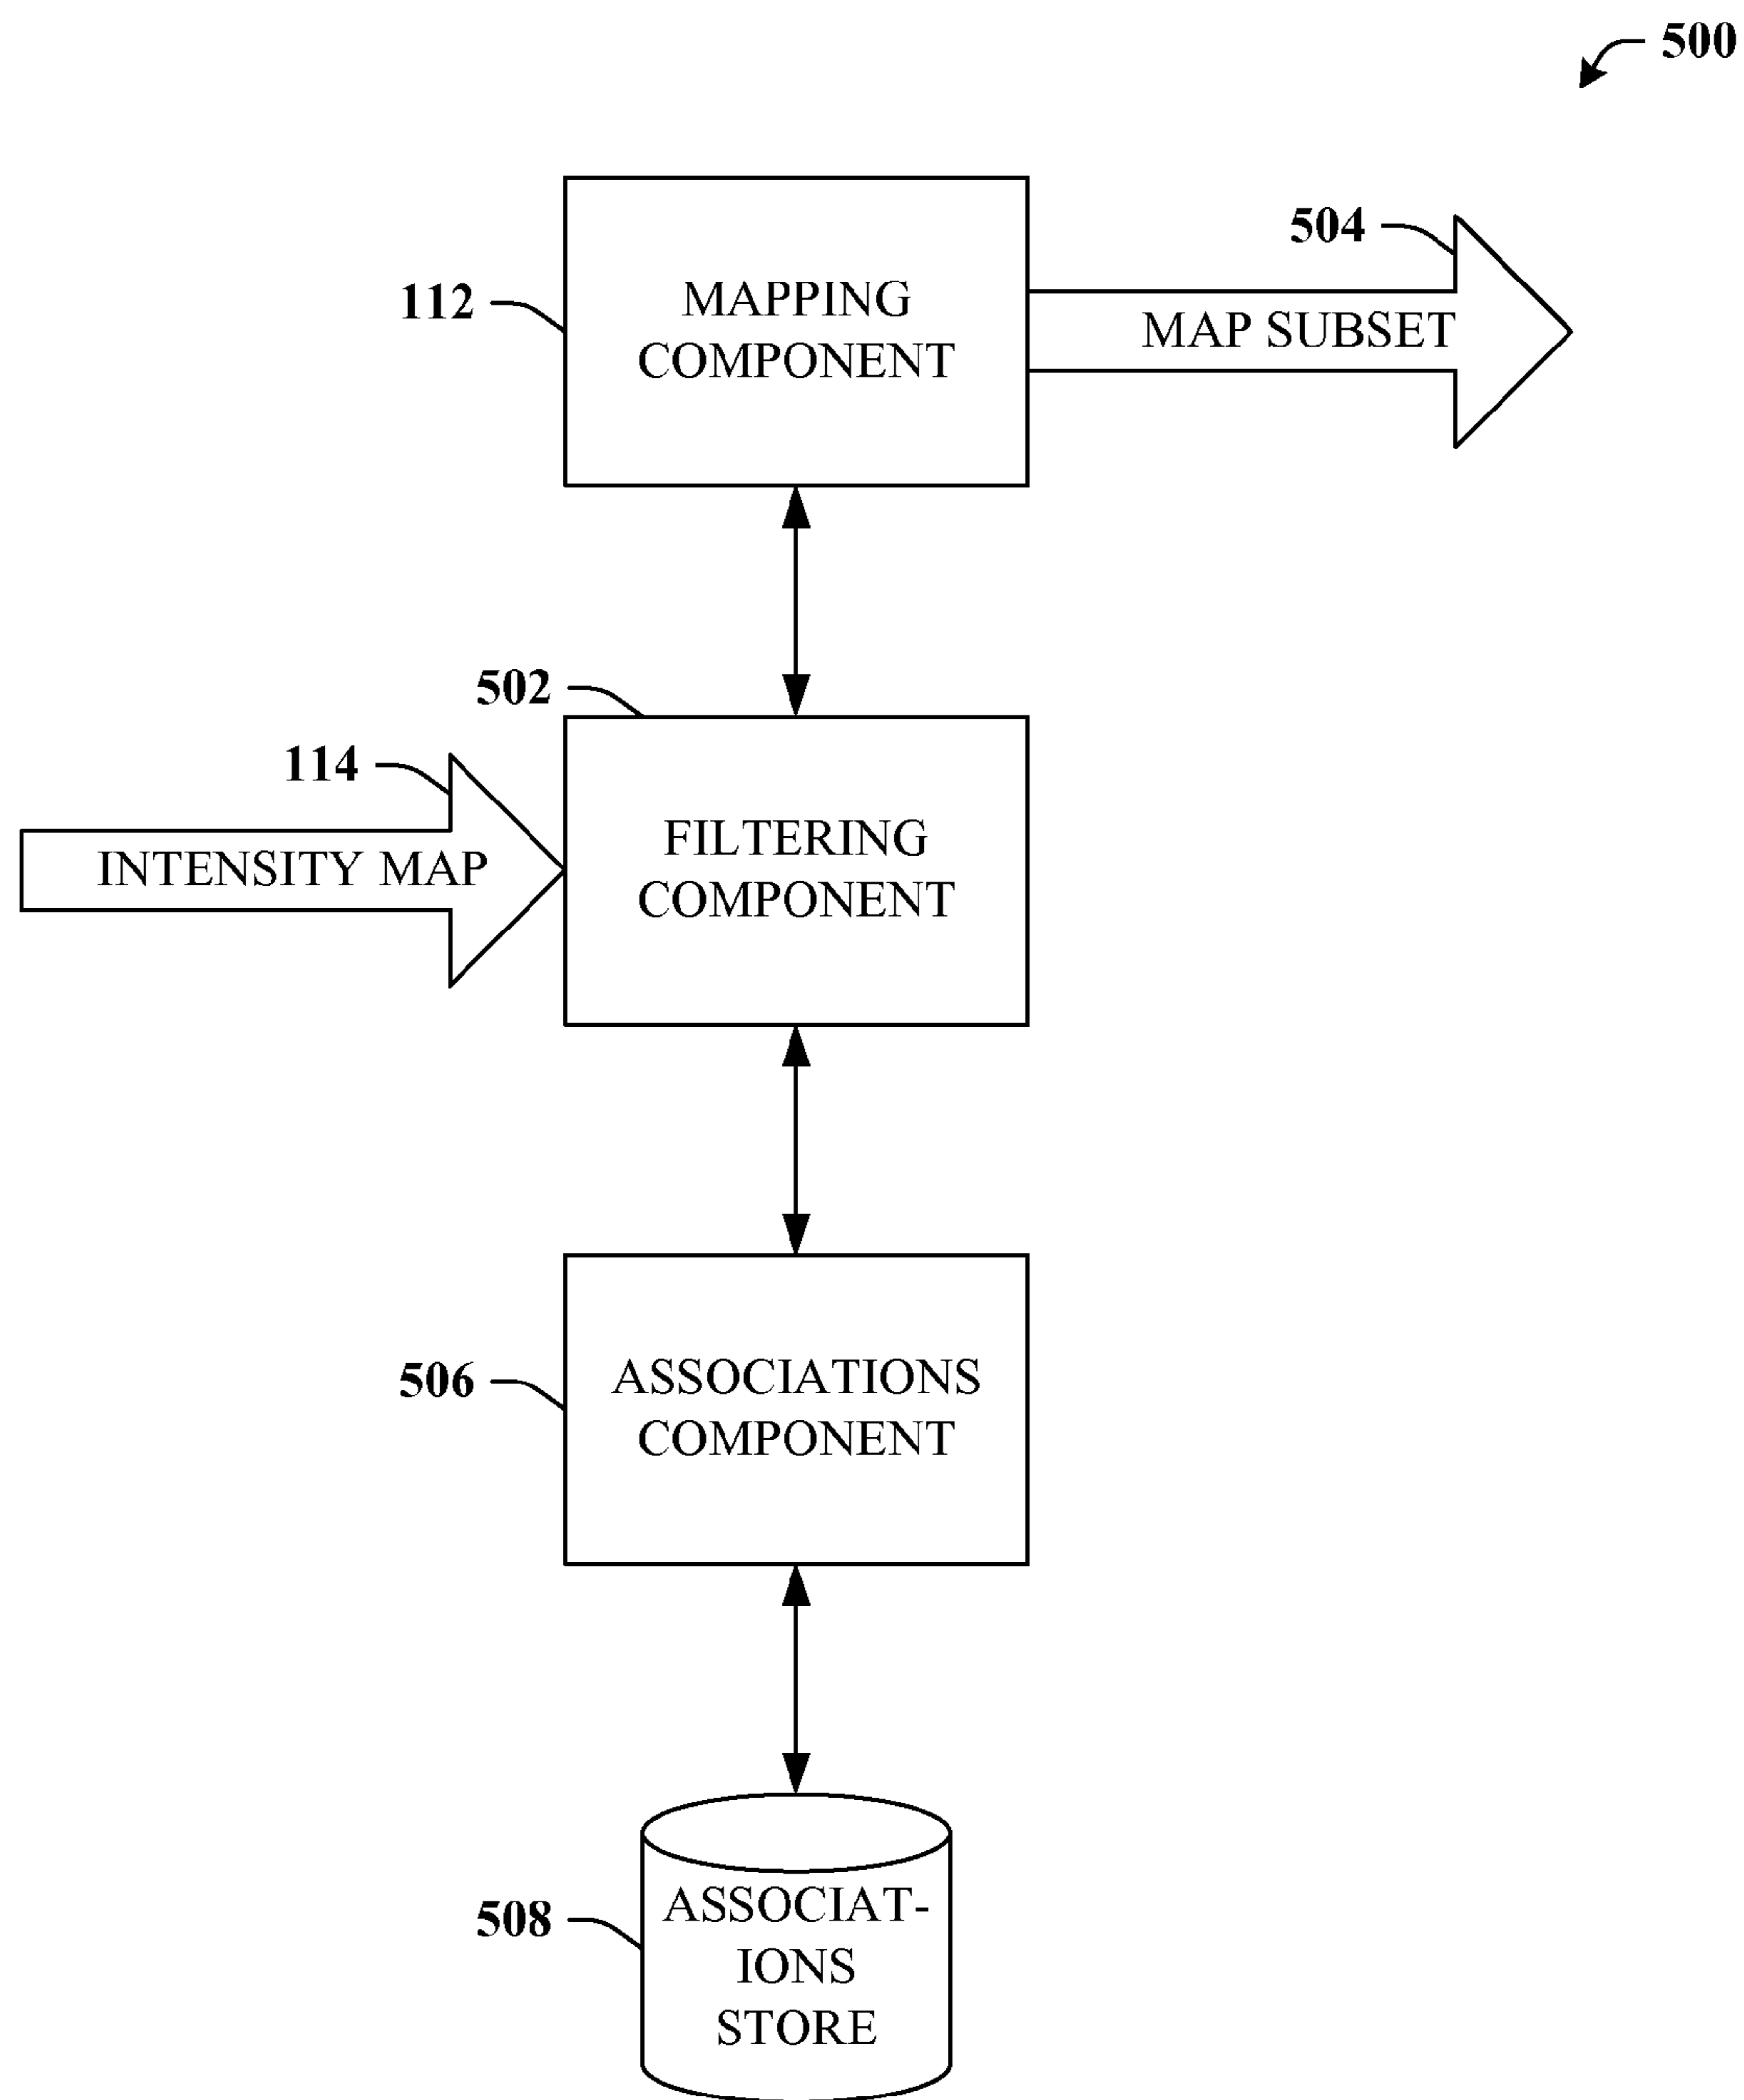 500
504
112
MAPPING
COMPONENT
MAP SUBSET
502
114
INTENSITY MAP
FILTERING
COMPONENT
506
ASSOCIATIONS
COMPONENT
508
ASSOCIAT-
IONS
STORE